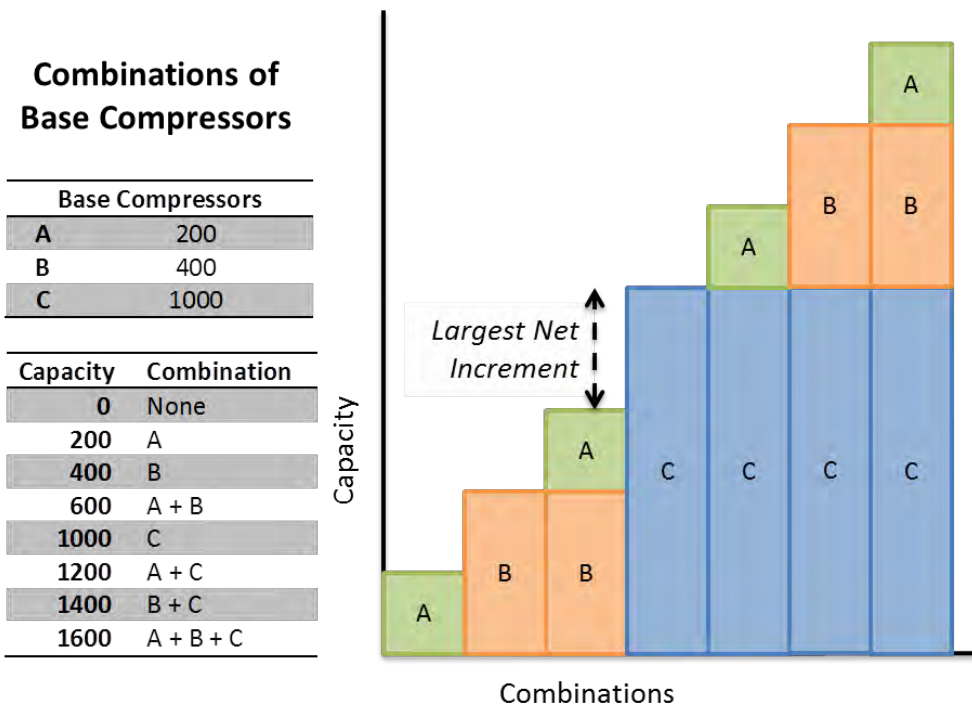 Combinations of
Base Compressors
Base Compressors
A 200
B 400
C 1000
Capacity Combination
0 None
200 A
400 B
600 A + B
1000 C
1200 A + C
1400 B + C
1600 A + B + C
Capacity
Largest Net
Increment
A
B
B
A
C
C
A
C
B
C
B
A
Combinations